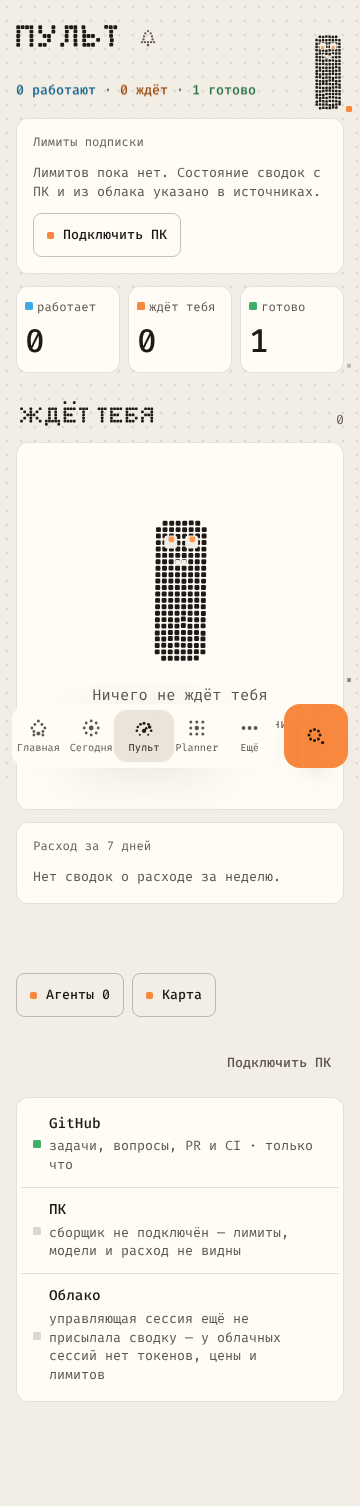 ПУЛЬТ
0 работают · 0 ждёт · 1 готово
Лимиты подписки
Лимитов пока нет. Состояние сводок с
ПК и из облака указано в источниках.
Подключить ПК
работает
0
ждёт тебя
0
готово
1
ЖДЁТ ТЕБЯ
0
Ничего не ждёт тебя
Главная
Сегодня
Пульт
Planner
Ещё
Расход за 7 дней
Нет сводок о расходе за неделю.
Агенты 0
Карта
Подключить ПК
GitHub
задачи, вопросы, PR и CI · только
что
ПК
сборщик не подключён — лимиты,
модели и расход не видны
Облако
управляющая сессия ещё не
присылала сводку — у облачных
сессий нет токенов, цены и
лимитов